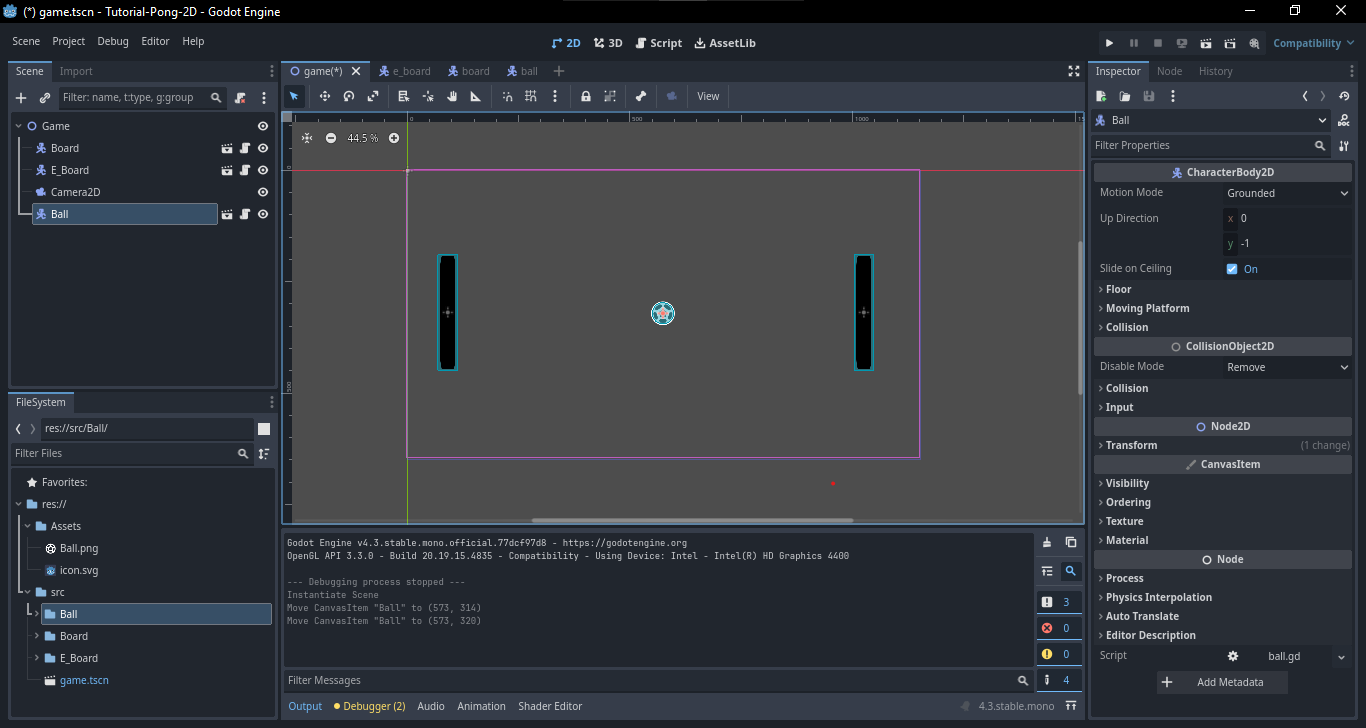 (*) game.tscn - Tutorial-Pong-2D - Godot Engine
Scene Project Debug Editor Help
2D 3D Script AssetLib
Compatibility
Scene Import
Filter: name, t:type, g:group
Game
Board
E_Board
Camera2D
Ball
FileSystem
res://src/Ball/
Filter Files
Favorites:
res://
Assets
Ball.png
icon.svg
src
Ball
Board
E_Board
game.tscn
game(*) e_board board ball
View
0 500 1000
0
500
44.5 %
Godot Engine v4.3.stable.mono.official.77dcf97d8 - https://godotengine.org
OpenGL API 3.3.0 - Build 20.19.15.4835 - Compatibility - Using Device: Intel - Intel(R) HD Graphics 4400
--- Debugging process stopped ---
Instantiate Scene
Move CanvasItem "Ball" to (573, 314)
Move CanvasItem "Ball" to (573, 320)
3
0
0
4
Filter Messages
Output Debugger (2) Audio Animation Shader Editor
4.3.stable.mono
Inspector Node History
Ball
Filter Properties
CharacterBody2D
Motion Mode Grounded
Up Direction x 0
y -1
Slide on Ceiling On
Floor
Moving Platform
Collision
CollisionObject2D
Disable Mode Remove
Collision
Input
Node2D
Transform (1 change)
CanvasItem
Visibility
Ordering
Texture
Material
Node
Process
Physics Interpolation
Auto Translate
Editor Description
Script ball.gd
Add Metadata